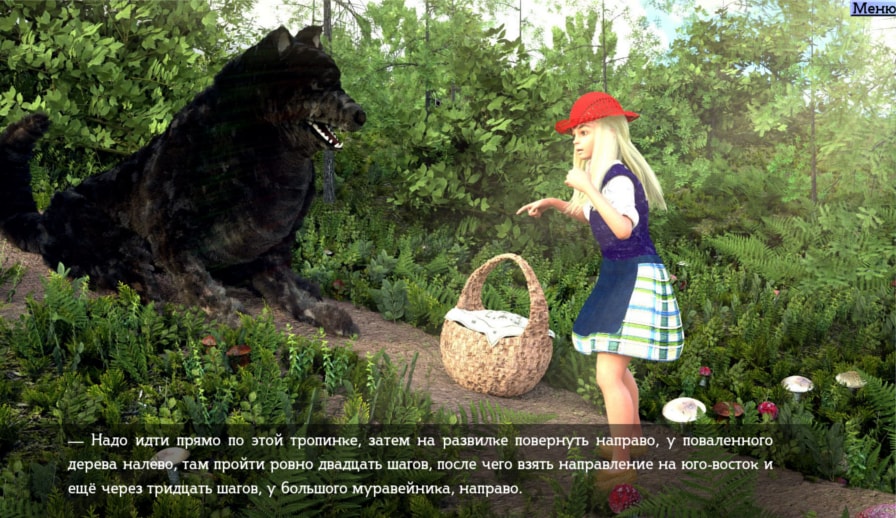 Меню
— Надо идти прямо по этой тропинке, затем на развилке повернуть направо, у поваленного
дерева налево, там пройти ровно двадцать шагов, после чего взять направление на юго-восток и
ещё через тридцать шагов, у большого муравейника, направо.